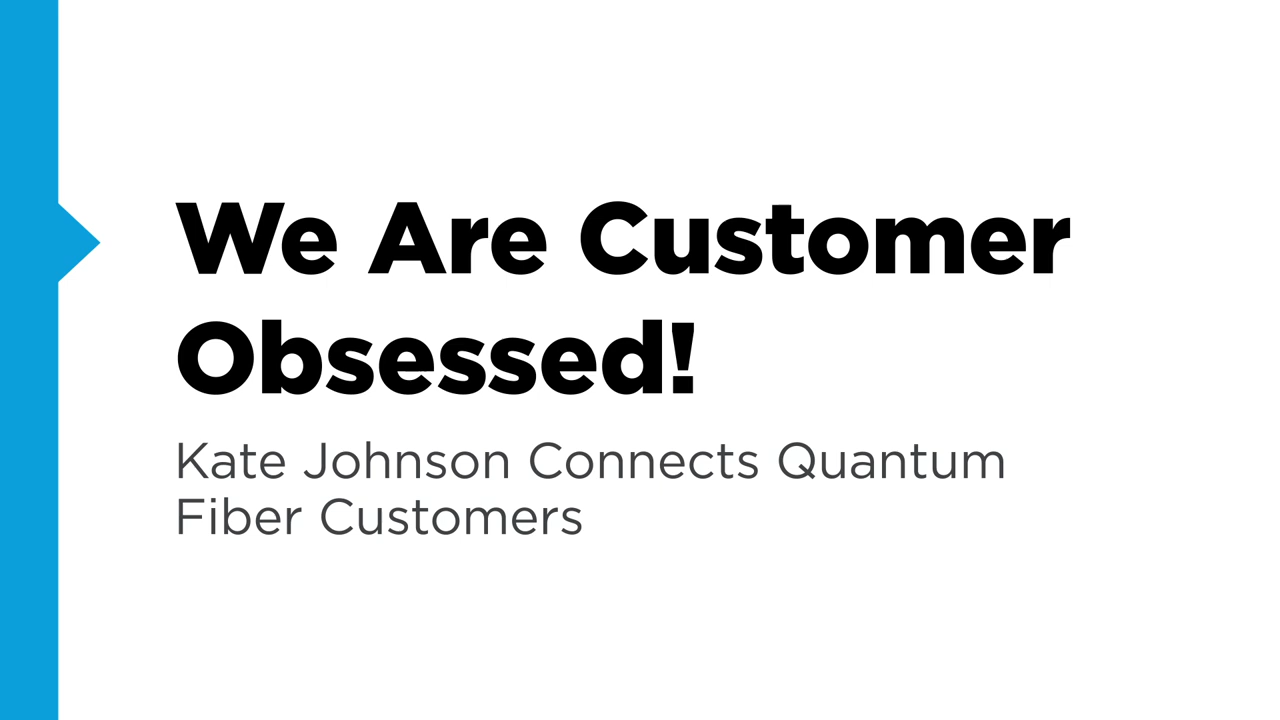 We Are Customer
Obsessed!
Kate Johnson Connects Quantum
Fiber Customers